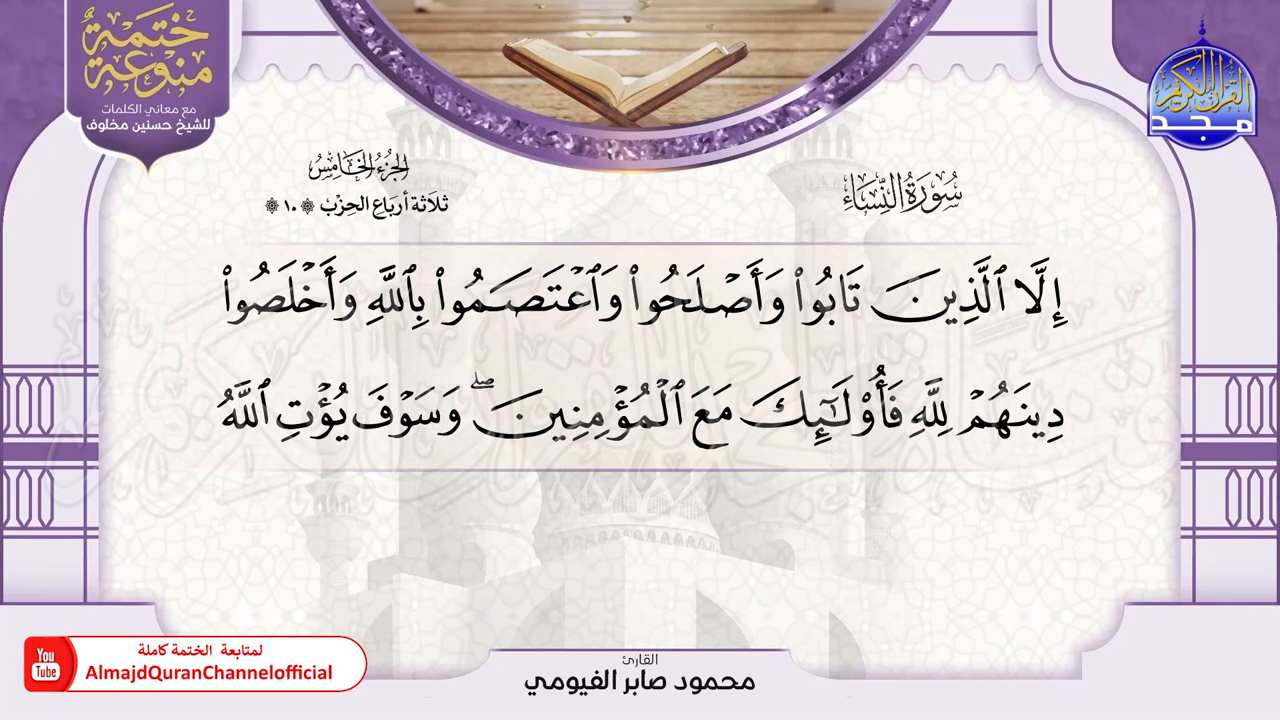 ختمة
منوعة
مع معاني الكلمات
للشيخ حسنين مخلوف
القرآن الكريم
مجد
الجزء الخامس
ثلاثة أرباع الحزب ۞ ١٠ ۞
سورة النساء
إِلَّا ٱلَّذِينَ تَابُوا۟ وَأَصْلَحُوا۟ وَٱعْتَصَمُوا۟ بِٱللَّهِ وَأَخْلَصُوا۟
دِينَهُمْ لِلَّهِ فَأُو۟لَـٰٓئِكَ مَعَ ٱلْمُؤْمِنِينَ ۖ وَسَوْفَ يُؤْتِ ٱللَّهُ
لمتابعة الختمة كاملة
You
Tube
AlmajdQuranChannelofficial
القارئ
محمود صابر الفيومي